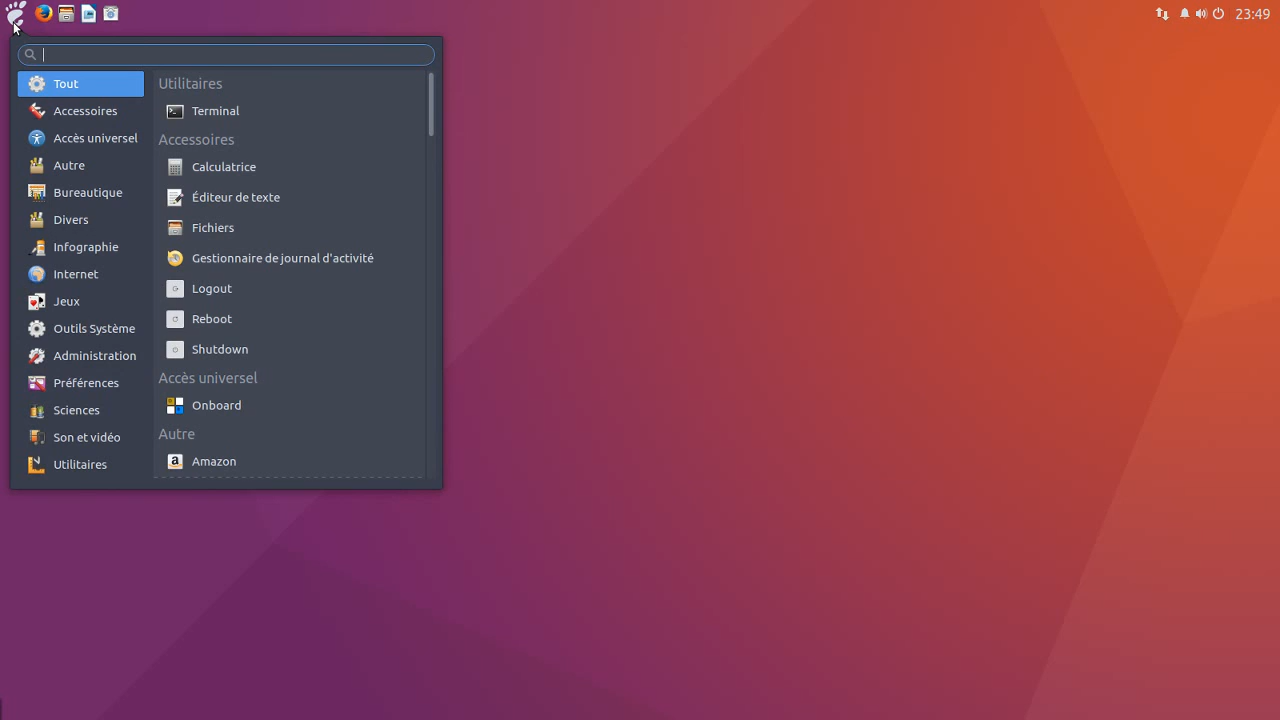 23:49
Tout
Accessoires
Accès universel
Autre
Bureautique
Divers
Infographie
Internet
Jeux
Outils Système
Administration
Préférences
Sciences
Son et vidéo
Utilitaires
Utilitaires
Terminal
Accessoires
Calculatrice
Éditeur de texte
Fichiers
Gestionnaire de journal d'activité
Logout
Reboot
Shutdown
Accès universel
Onboard
Autre
Amazon